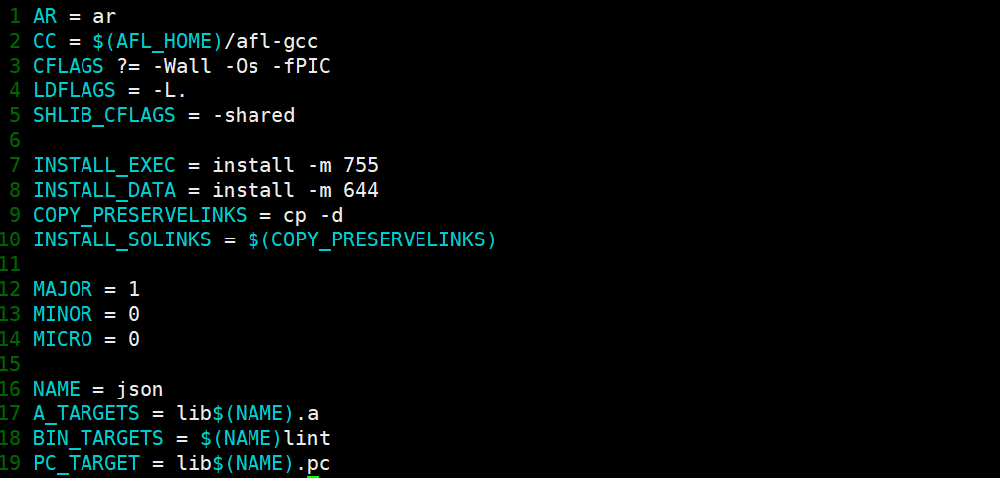 1 AR = ar
2 CC = $(AFL_HOME)/afl-gcc
3 CFLAGS ?= -Wall -Os -fPIC
4 LDFLAGS = -L.
5 SHLIB_CFLAGS = -shared
6
7 INSTALL_EXEC = install -m 755
8 INSTALL_DATA = install -m 644
9 COPY_PRESERVELINKS = cp -d
10 INSTALL_SOLINKS = $(COPY_PRESERVELINKS)
11
12 MAJOR = 1
13 MINOR = 0
14 MICRO = 0
15
16 NAME = json
17 A_TARGETS = lib$(NAME).a
18 BIN_TARGETS = $(NAME)lint
19 PC_TARGET = lib$(NAME).pc